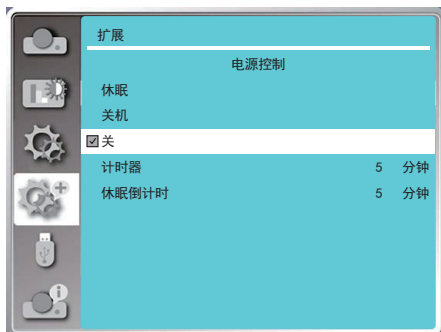 扩展
电源控制
休眠
关机
关
计时器 5 分钟
休眠倒计时 5 分钟